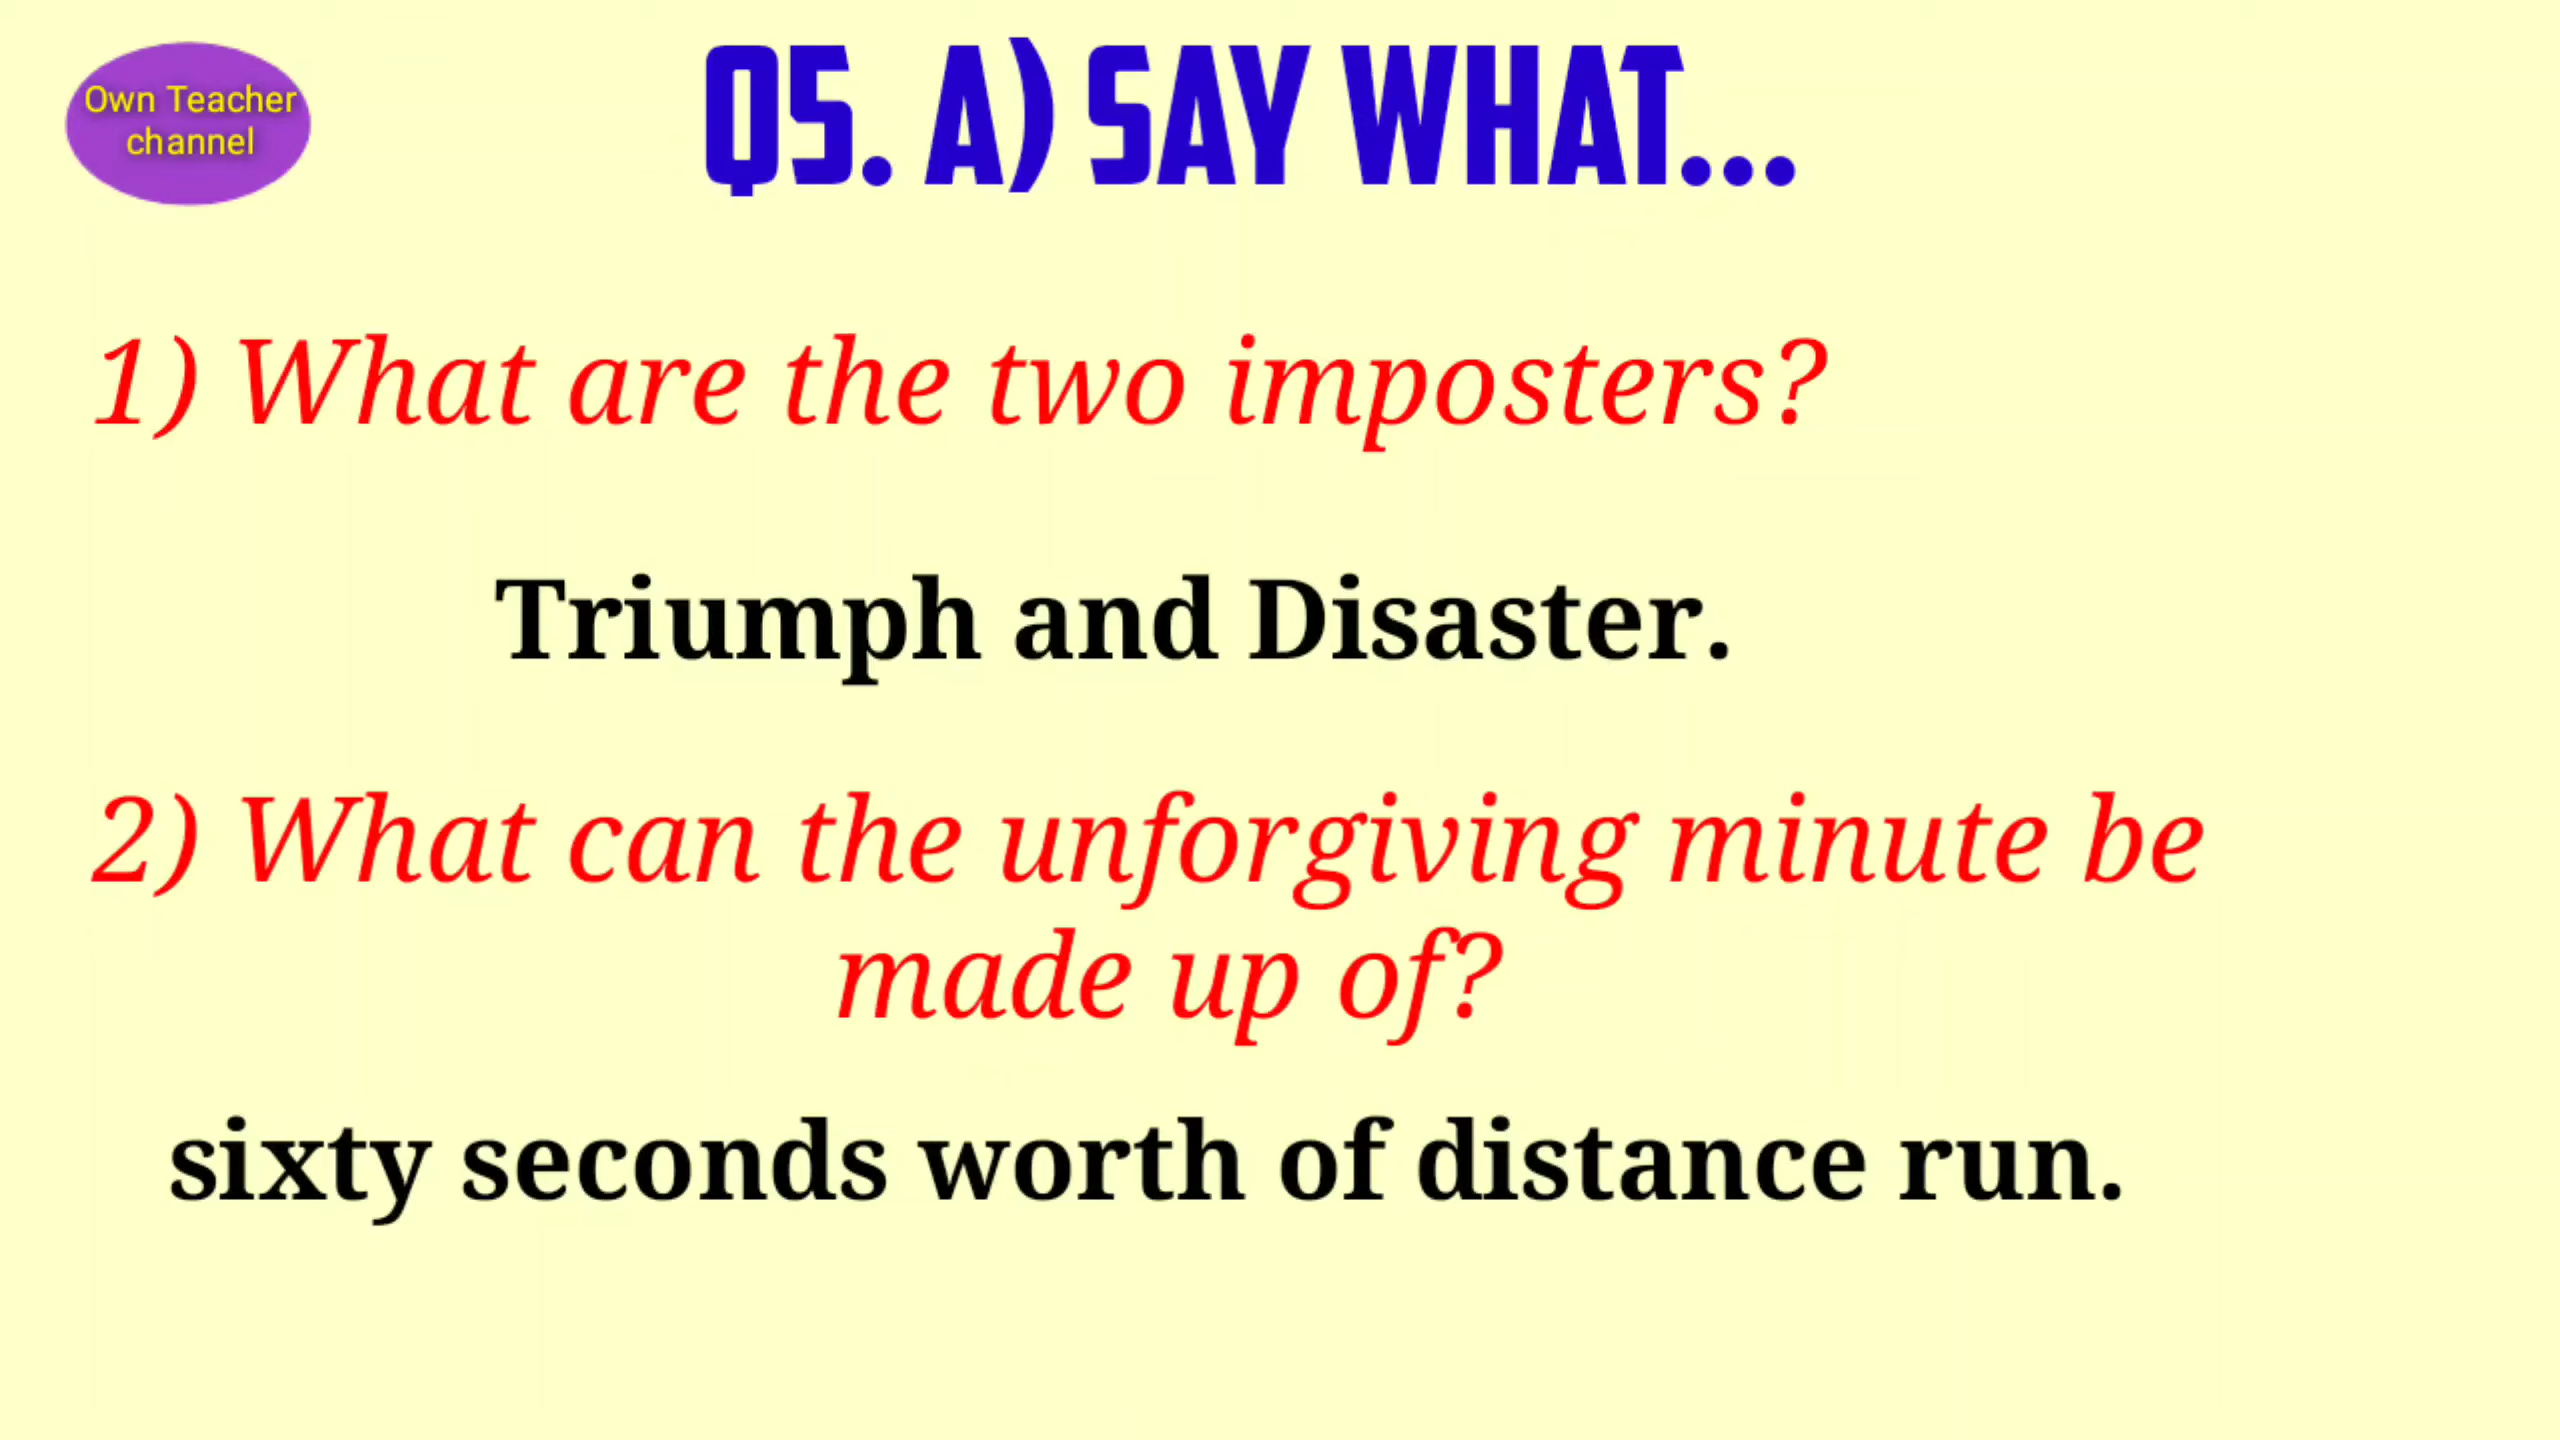 Own Teacher
channel
Q5. A) SAY WHAT...
1) What are the two imposters?
Triumph and Disaster.
2) What can the unforgiving minute be
made up of?
sixty seconds worth of distance run.